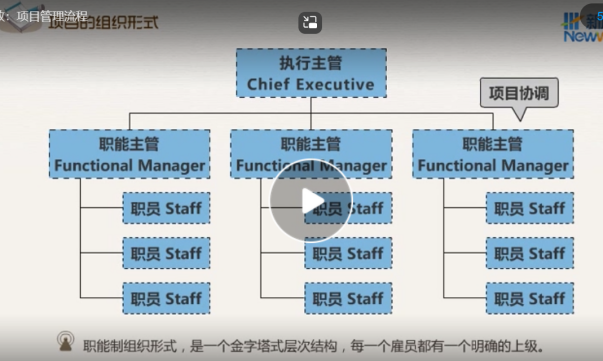 项目管理流程
项目的组织形式
执行主管
Chief Executive
项目协调
职能主管
Functional Manager
职能主管
Functional Manager
职能主管
Functional Manager
职员 Staff
职员 Staff
职员 Staff
职员 Staff
职员 Staff
职员 Staff
职员 Staff
职员 Staff
职员 Staff
职能制组织形式，是一个金字塔式层次结构，每一个雇员都有一个明确的上级。